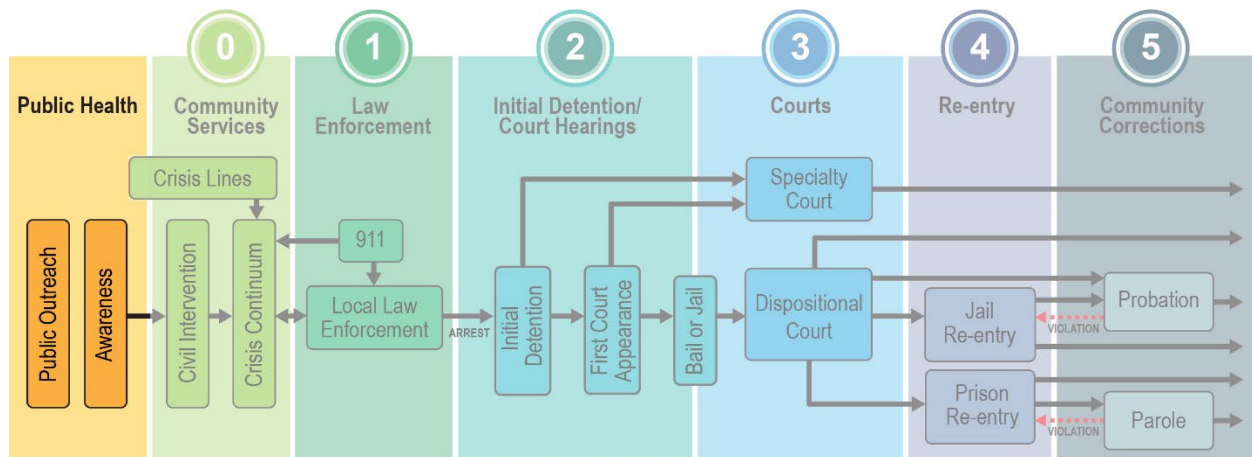 0
1
2
3
4
5
Public Health
Community
Services
Law
Enforcement
Initial Detention/
Court Hearings
Courts
Re-entry
Community
Corrections
Public Outreach
Awareness
Crisis Lines
Civil Intervention
Crisis Continuum
911
Local Law
Enforcement
ARREST
Initial
Detention
First Court
Appearance
Bail or Jail
Specialty
Court
Dispositional
Court
Jail
Re-entry
Prison
Re-entry
VIOLATION
Probation
VIOLATION
Parole